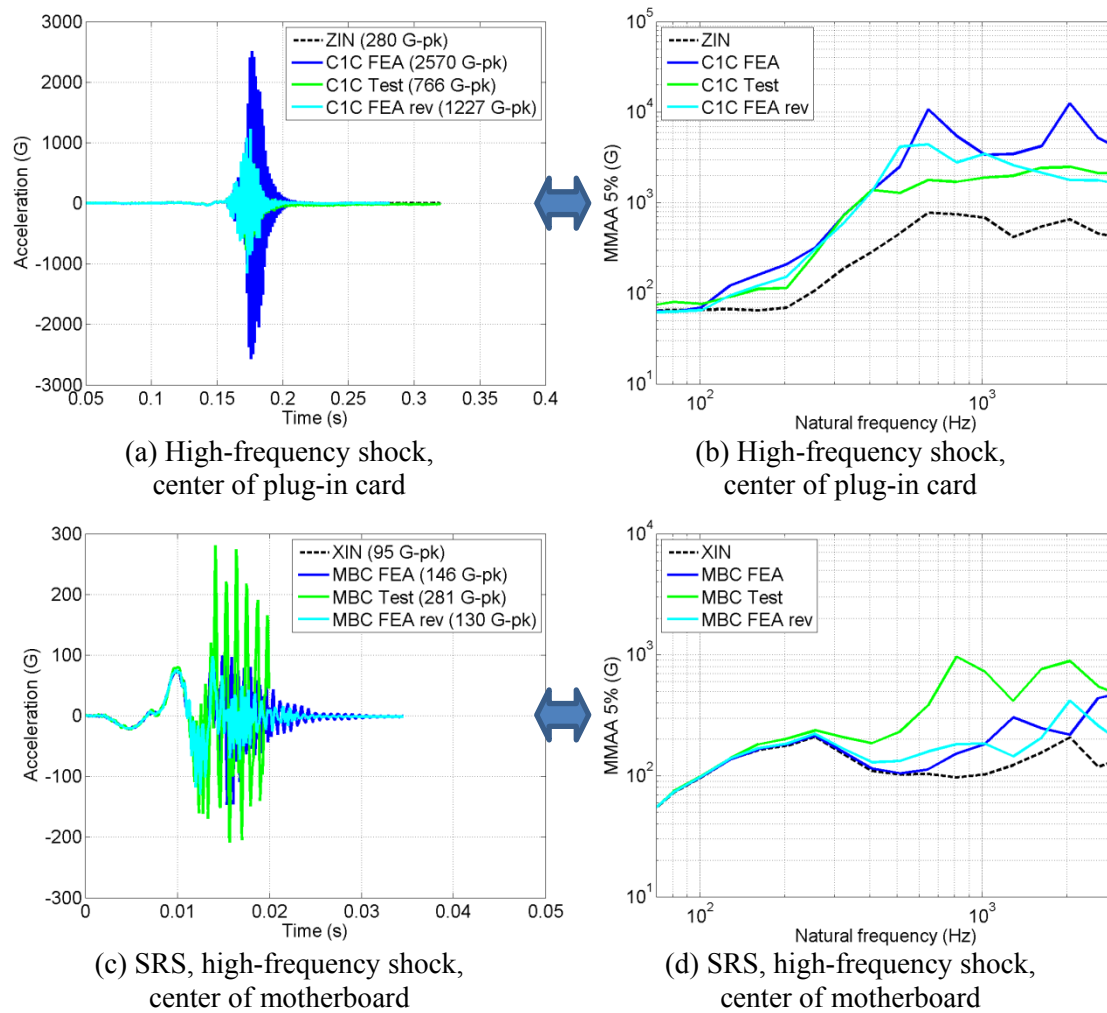 3000
2000
1000
0
-1000
-2000
-3000
Acceleration (G)
ZIN (280 G-pk)
C1C FEA (2570 G-pk)
C1C Test (766 G-pk)
C1C FEA rev (1227 G-pk)
0.05 0.1 0.15 0.2 0.25 0.3 0.35 0.4
Time (s)
(a) High-frequency shock,
center of plug-in card
10^5
10^4
10^3
10^2
10^1
MMAA 5% (G)
ZIN
C1C FEA
C1C Test
C1C FEA rev
10^2 10^3
Natural frequency (Hz)
(b) High-frequency shock,
center of plug-in card
300
200
100
0
-100
-200
-300
Acceleration (G)
XIN (95 G-pk)
MBC FEA (146 G-pk)
MBC Test (281 G-pk)
MBC FEA rev (130 G-pk)
0 0.01 0.02 0.03 0.04 0.05
Time (s)
(c) SRS, high-frequency shock,
center of motherboard
10^4
10^3
10^2
10^1
MMAA 5% (G)
XIN
MBC FEA
MBC Test
MBC FEA rev
10^2 10^3
Natural frequency (Hz)
(d) SRS, high-frequency shock,
center of motherboard